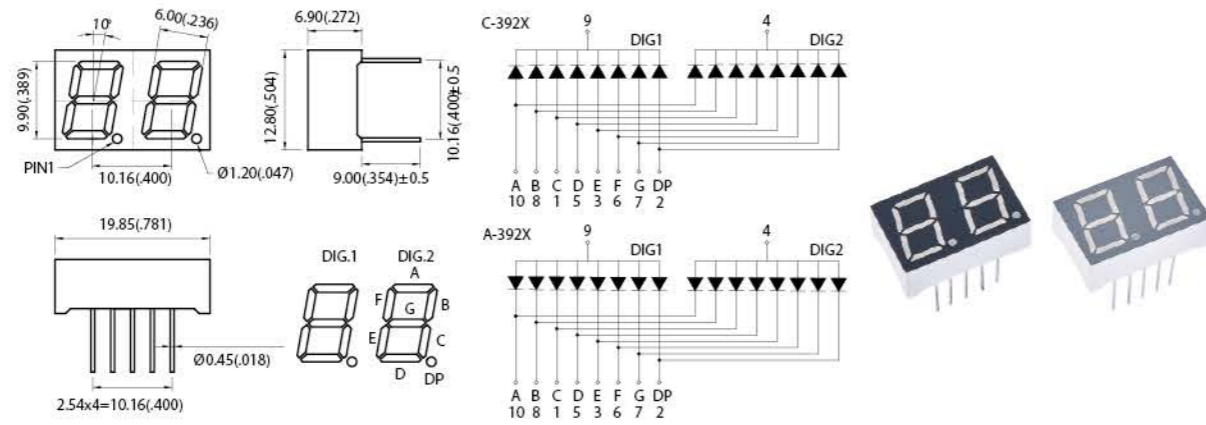 10°
6.00(.236)
9.90(.389)
PIN1
10.16(.400)
Ø1.20(.047)
6.90(.272)
12.80(.504)
10.16(.400)±0.5
9.00(.354)±0.5
19.85(.781)
Ø0.45(.018)
2.54x4=10.16(.400)
DIG.1 DIG.2
A
F B
G
E C
D DP
C-392X
9 4
DIG1 DIG2
A B C D E F G DP
10 8 1 5 3 6 7 2
A-392X
9 4
DIG1 DIG2
A B C D E F G DP
10 8 1 5 3 6 7 2